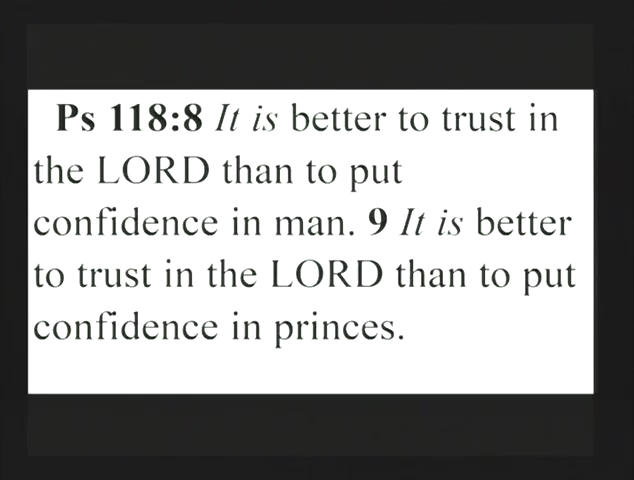 Ps 118:8 It is better to trust in
the LORD than to put
confidence in man. 9 It is better
to trust in the LORD than to put
confidence in princes.